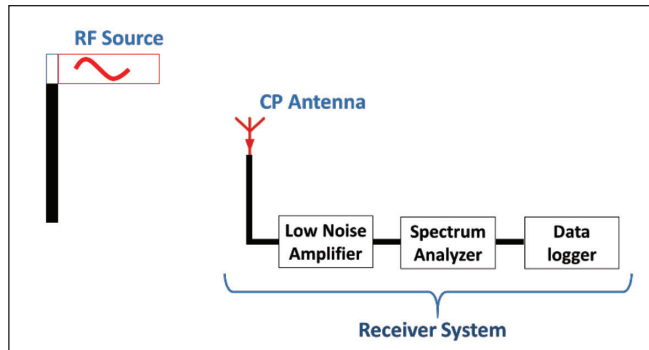 RF Source
CP Antenna
Low Noise
Amplifier
Spectrum
Analyzer
Data
logger
Receiver System